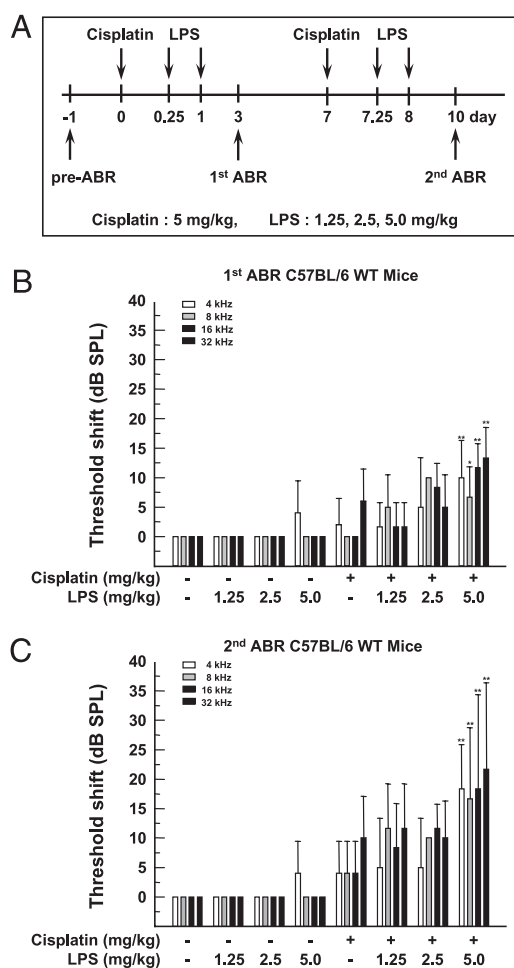 A
Cisplatin LPS Cisplatin LPS
-1 0 0.25 1 3 7 7.25 8 10 day
pre-ABR 1st ABR 2nd ABR
Cisplatin : 5 mg/kg, LPS : 1.25, 2.5, 5.0 mg/kg
B
1st ABR C57BL/6 WT Mice
Threshold shift (dB SPL)
40
35
30
25
20
15
10
5
0
4 kHz
8 kHz
16 kHz
32 kHz
** * ** **
Cisplatin (mg/kg) - - - - + + + +
LPS (mg/kg) - 1.25 2.5 5.0 - 1.25 2.5 5.0
C
2nd ABR C57BL/6 WT Mice
Threshold shift (dB SPL)
40
35
30
25
20
15
10
5
0
4 kHz
8 kHz
16 kHz
32 kHz
** ** ** **
Cisplatin (mg/kg) - - - - + + + +
LPS (mg/kg) - 1.25 2.5 5.0 - 1.25 2.5 5.0